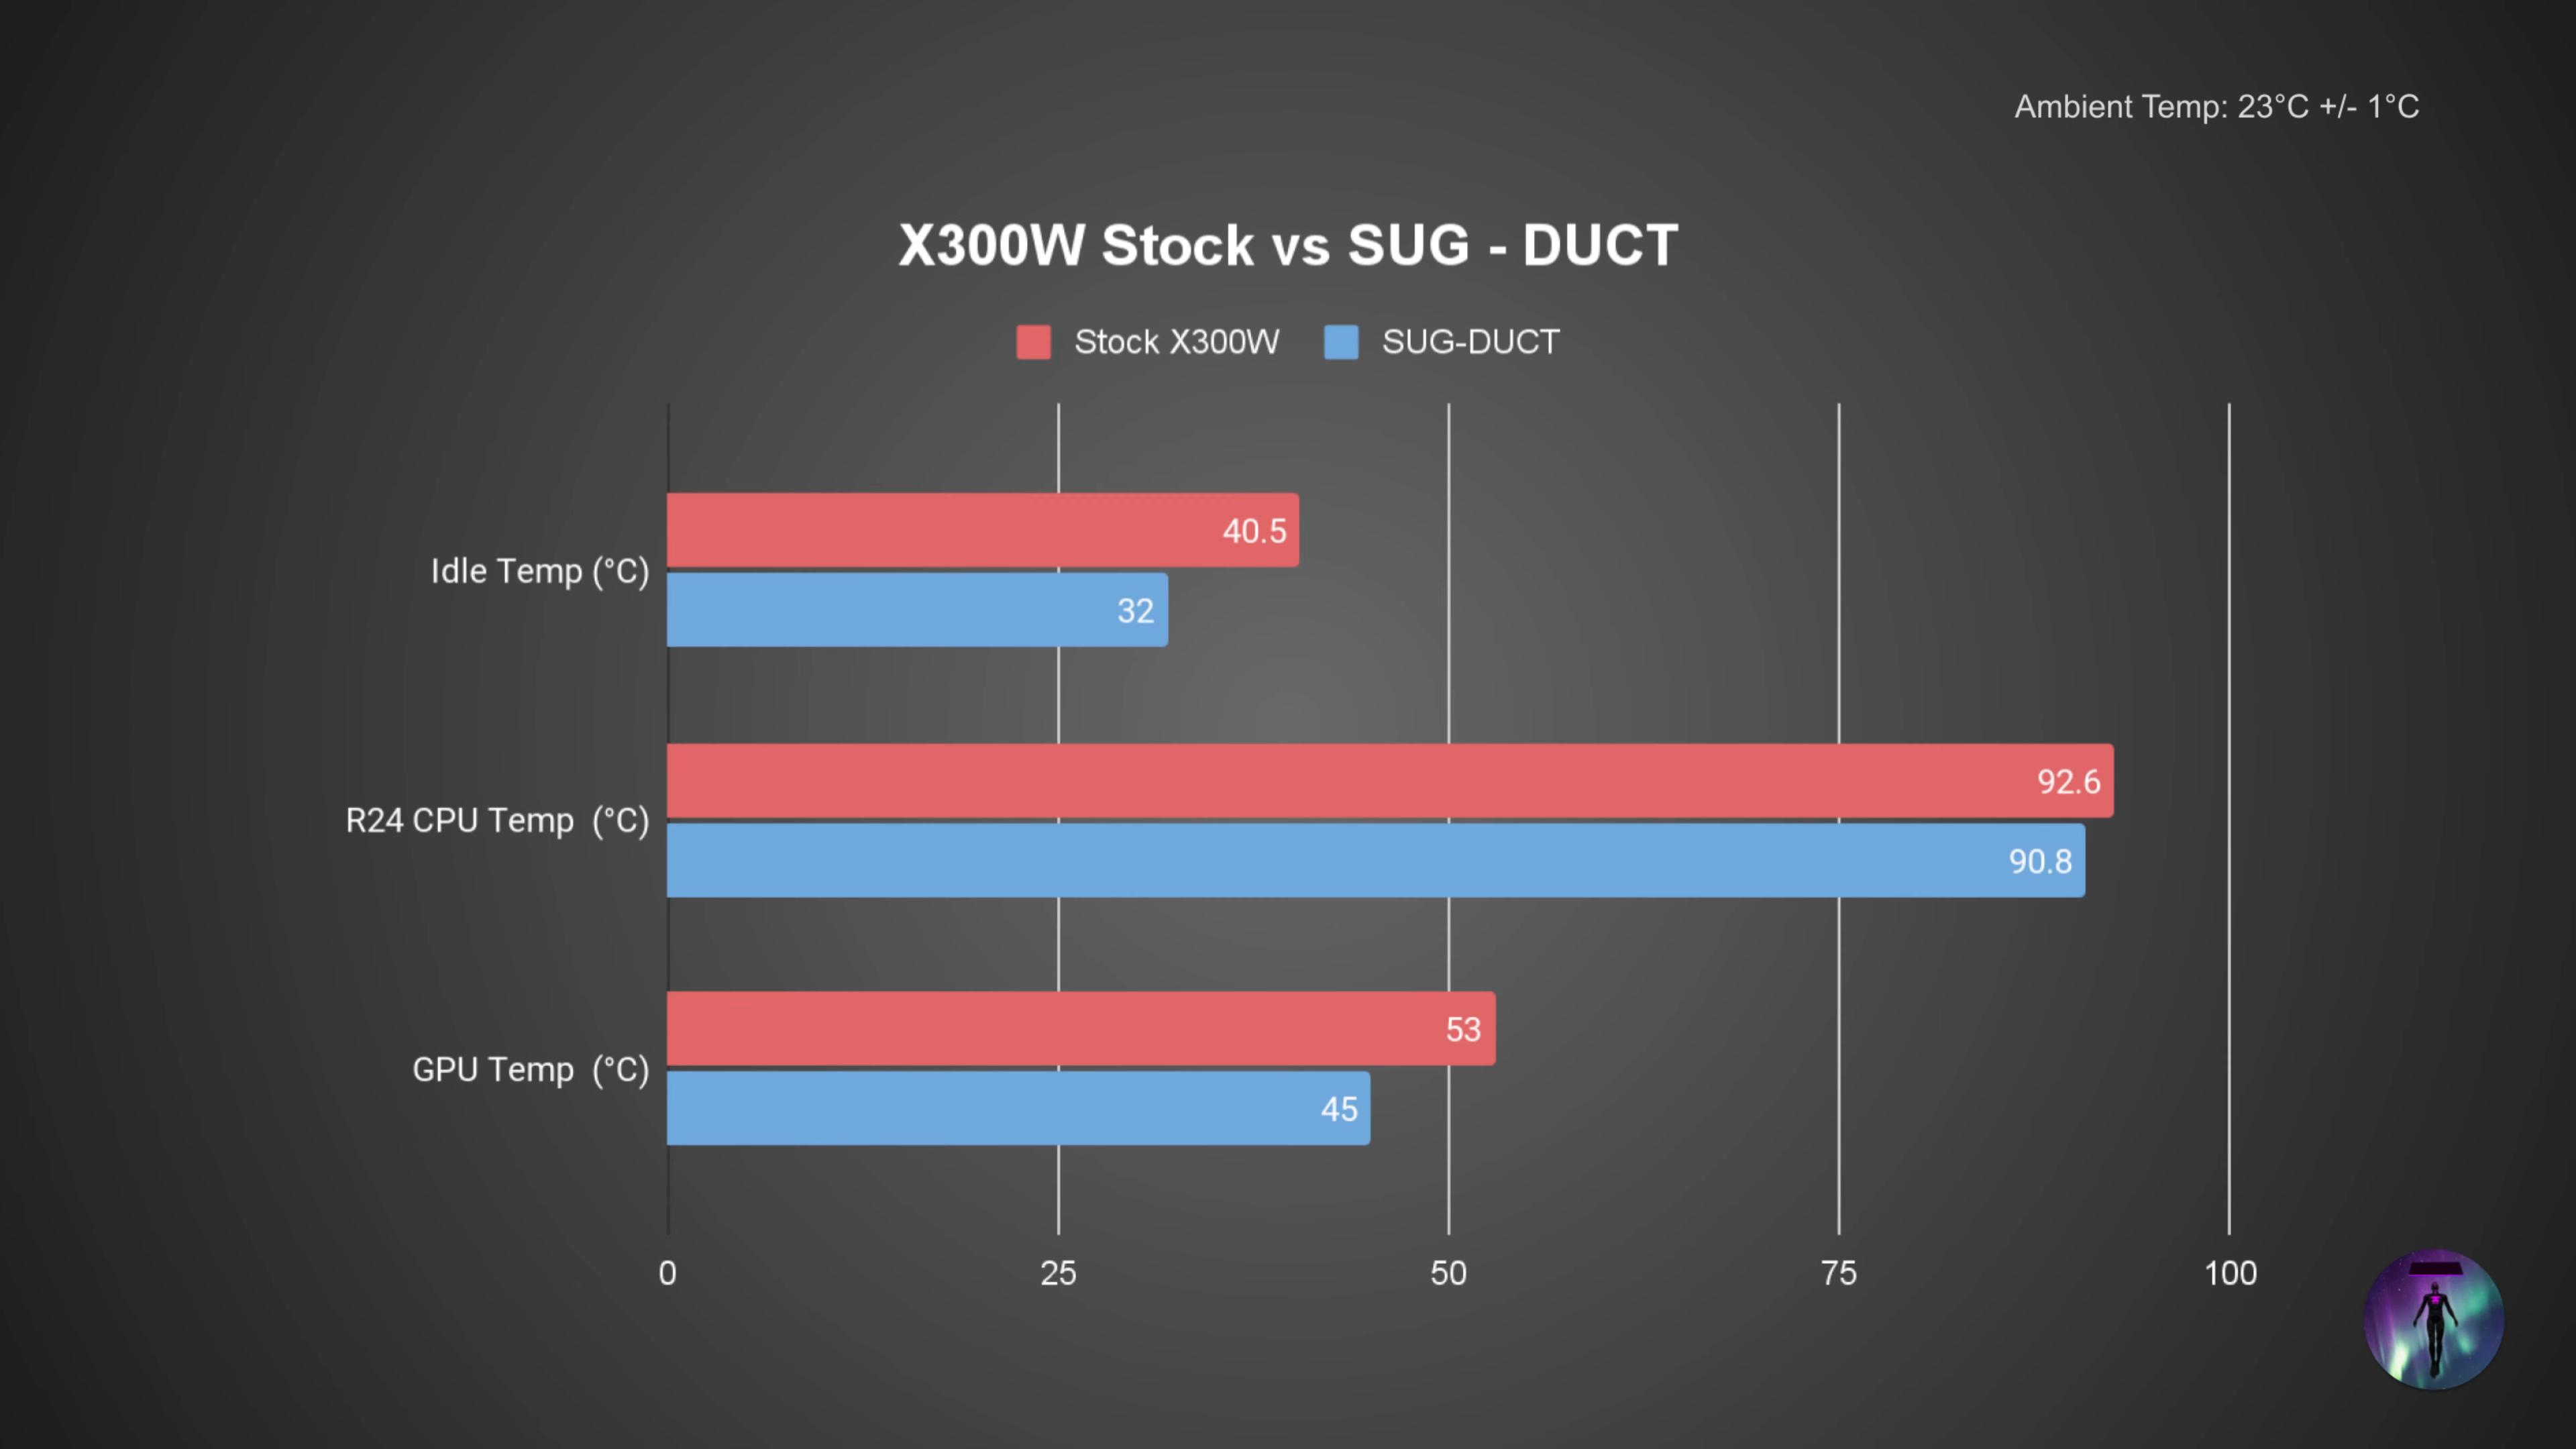 Ambient Temp: 23°C +/- 1°C
X300W Stock vs SUG - DUCT
Stock X300W SUG-DUCT
Idle Temp (°C)
40.5
32
R24 CPU Temp (°C)
92.6
90.8
GPU Temp (°C)
53
45
0 25 50 75 100